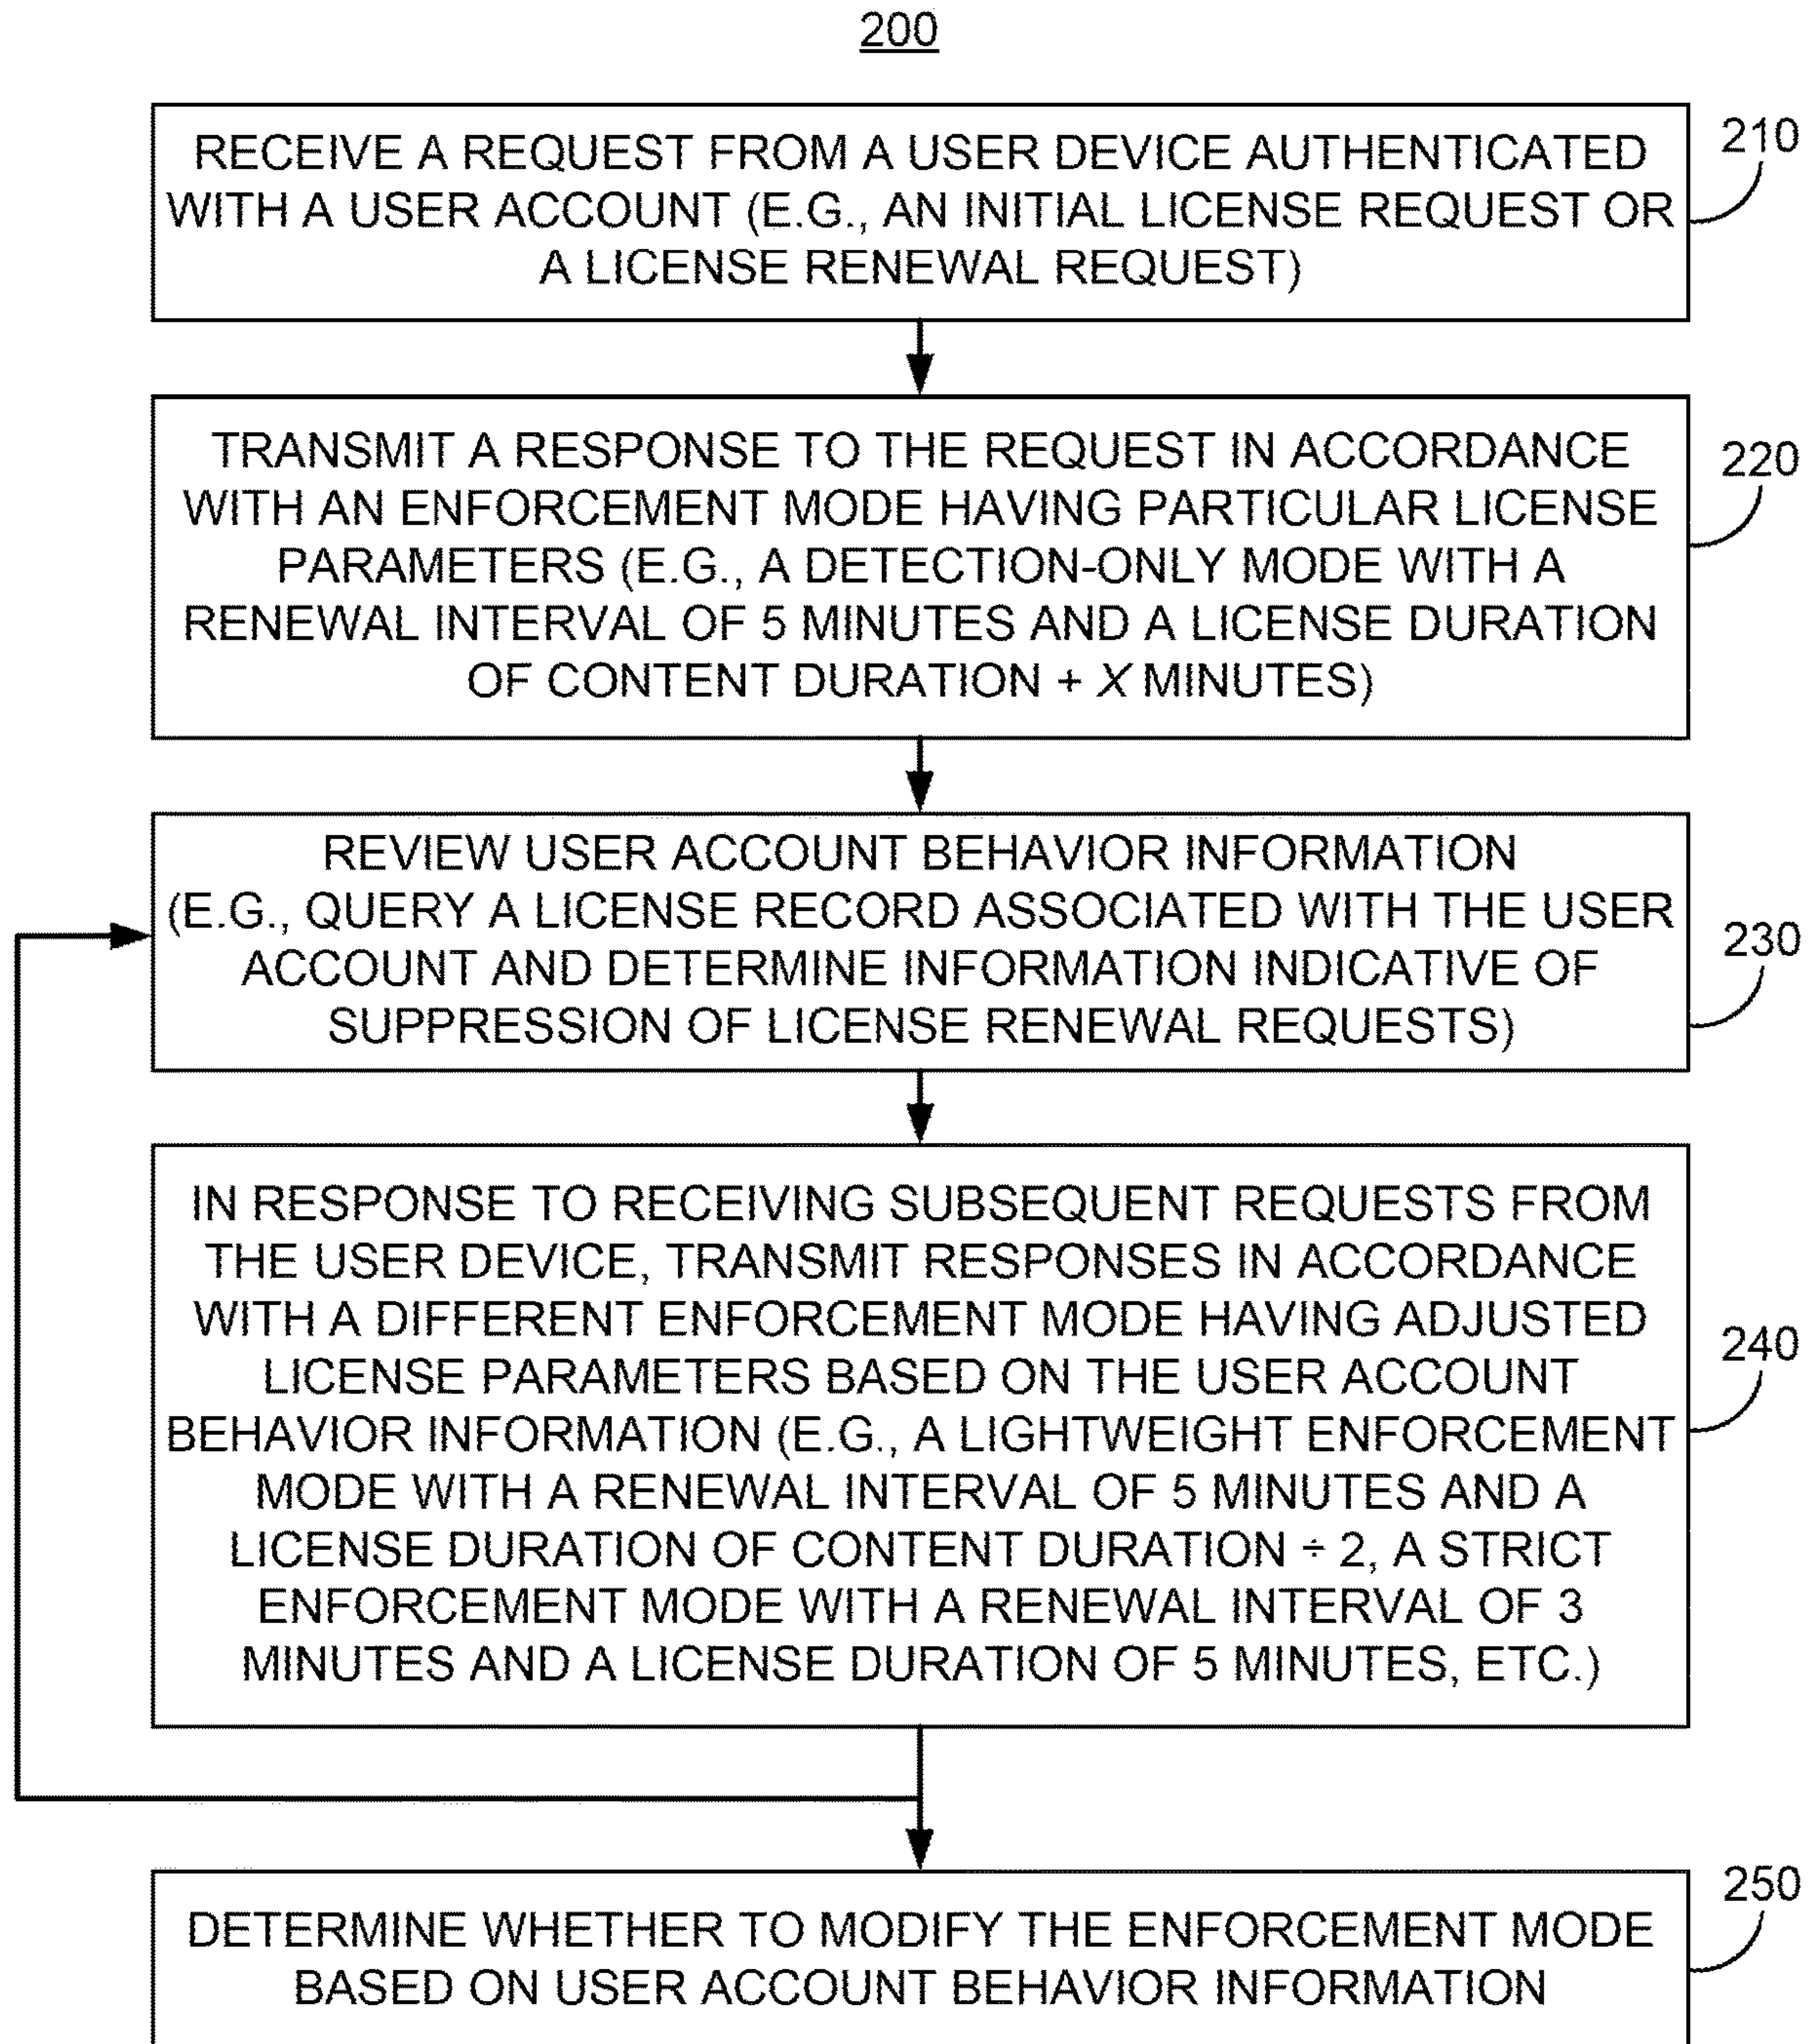 200
RECEIVE A REQUEST FROM A USER DEVICE AUTHENTICATED
WITH A USER ACCOUNT (E.G., AN INITIAL LICENSE REQUEST OR
A LICENSE RENEWAL REQUEST)
210
TRANSMIT A RESPONSE TO THE REQUEST IN ACCORDANCE
WITH AN ENFORCEMENT MODE HAVING PARTICULAR LICENSE
PARAMETERS (E.G., A DETECTION-ONLY MODE WITH A
RENEWAL INTERVAL OF 5 MINUTES AND A LICENSE DURATION
OF CONTENT DURATION + X MINUTES)
220
REVIEW USER ACCOUNT BEHAVIOR INFORMATION
(E.G., QUERY A LICENSE RECORD ASSOCIATED WITH THE USER
ACCOUNT AND DETERMINE INFORMATION INDICATIVE OF
SUPPRESSION OF LICENSE RENEWAL REQUESTS)
230
IN RESPONSE TO RECEIVING SUBSEQUENT REQUESTS FROM
THE USER DEVICE, TRANSMIT RESPONSES IN ACCORDANCE
WITH A DIFFERENT ENFORCEMENT MODE HAVING ADJUSTED
LICENSE PARAMETERS BASED ON THE USER ACCOUNT
BEHAVIOR INFORMATION (E.G., A LIGHTWEIGHT ENFORCEMENT
MODE WITH A RENEWAL INTERVAL OF 5 MINUTES AND A
LICENSE DURATION OF CONTENT DURATION ÷ 2, A STRICT
ENFORCEMENT MODE WITH A RENEWAL INTERVAL OF 3
MINUTES AND A LICENSE DURATION OF 5 MINUTES, ETC.)
240
DETERMINE WHETHER TO MODIFY THE ENFORCEMENT MODE
BASED ON USER ACCOUNT BEHAVIOR INFORMATION
250